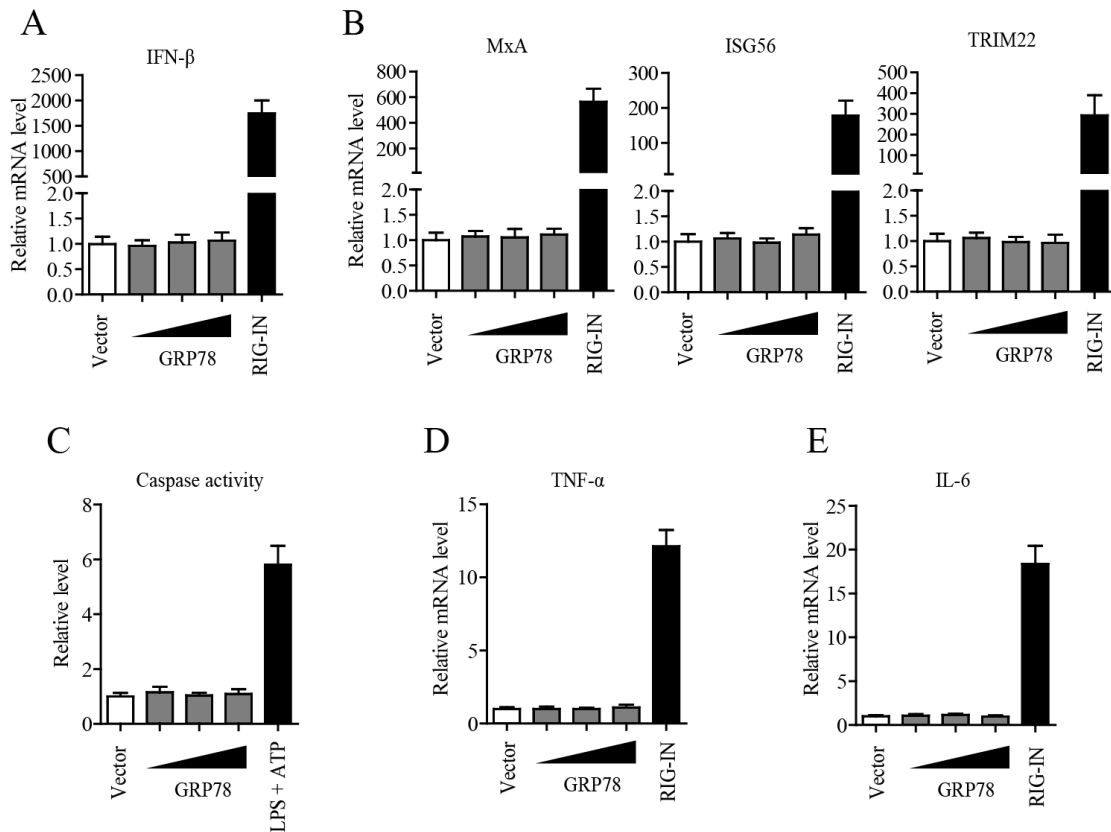 A
IFN-β
Relative mRNA level
2500
2000
1500
1000
500
2.0
1.5
1.0
0.5
0.0
Vector
GRP78
RIG-IN
B
MxA
Relative mRNA level
800
600
400
200
2.0
1.5
1.0
0.5
0.0
Vector
GRP78
RIG-IN
ISG56
300
200
100
2.0
1.5
1.0
0.5
0.0
Vector
GRP78
RIG-IN
TRIM22
500
400
300
200
100
2.0
1.5
1.0
0.5
0.0
Vector
GRP78
RIG-IN
C
Caspase activity
Relative level
8
6
4
2
0
Vector
GRP78
LPS + ATP
D
TNF-α
Relative mRNA level
15
10
5
0
Vector
GRP78
RIG-IN
E
IL-6
Relative mRNA level
25
20
15
10
5
0
Vector
GRP78
RIG-IN